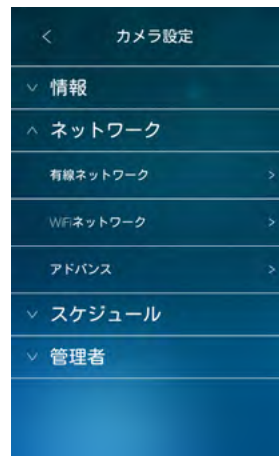 カメラ設定
情報
ネットワーク
有線ネットワーク
WiFiネットワーク
アドバンス
スケジュール
管理者